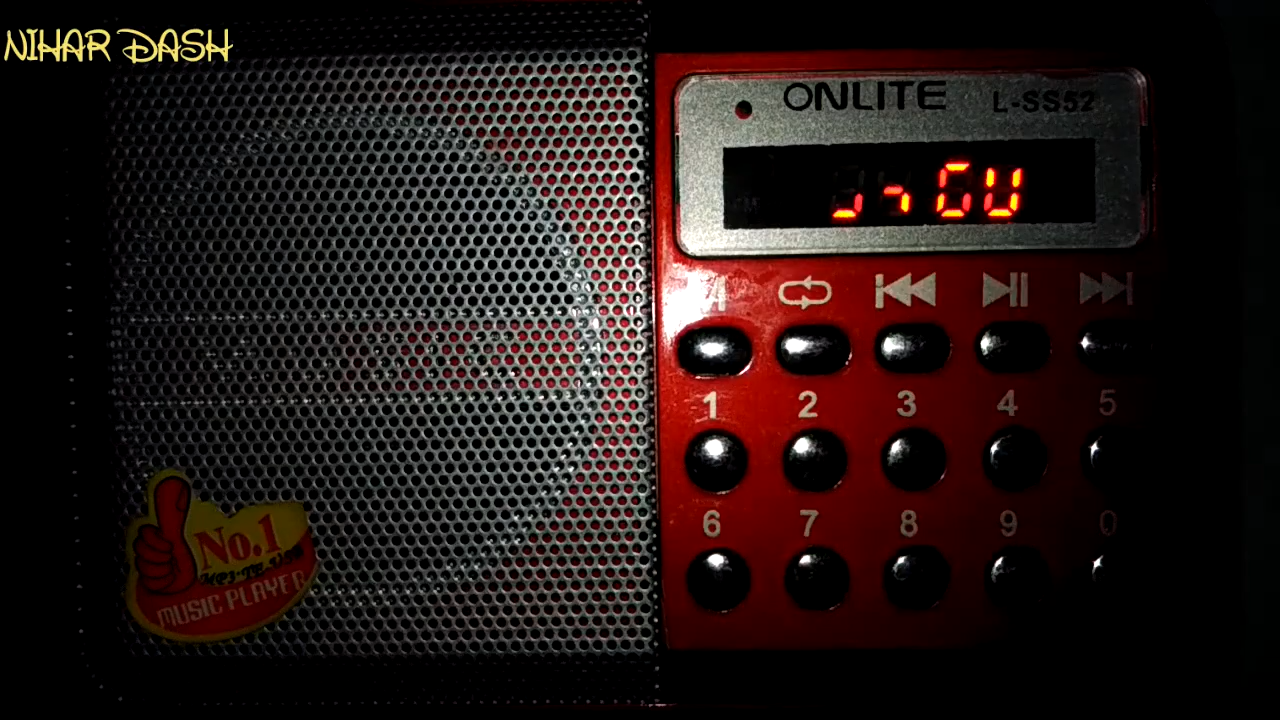 NIHAR DASH
ONLITE L-SS52
1 2 3 4 5
6 7 8 9 0
No.1
MUSIC PLAYER